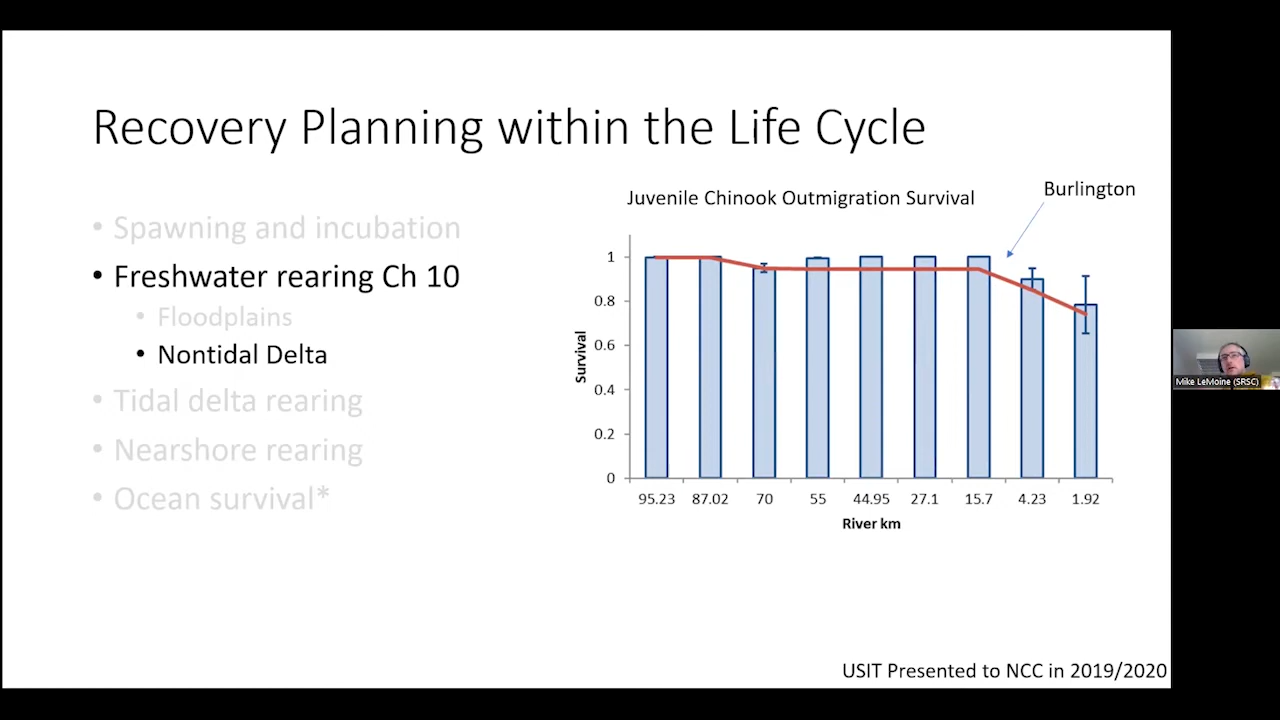 Recovery Planning within the Life Cycle
• Spawning and incubation
• Freshwater rearing Ch 10
• Floodplains
• Nontidal Delta
• Tidal delta rearing
• Nearshore rearing
• Ocean survival*
Juvenile Chinook Outmigration Survival
Burlington
Survival
1
0.8
0.6
0.4
0.2
0
95.23 87.02 70 55 44.95 27.1 15.7 4.23 1.92
River km
Mike LeMoine (SRSC)
USIT Presented to NCC in 2019/2020